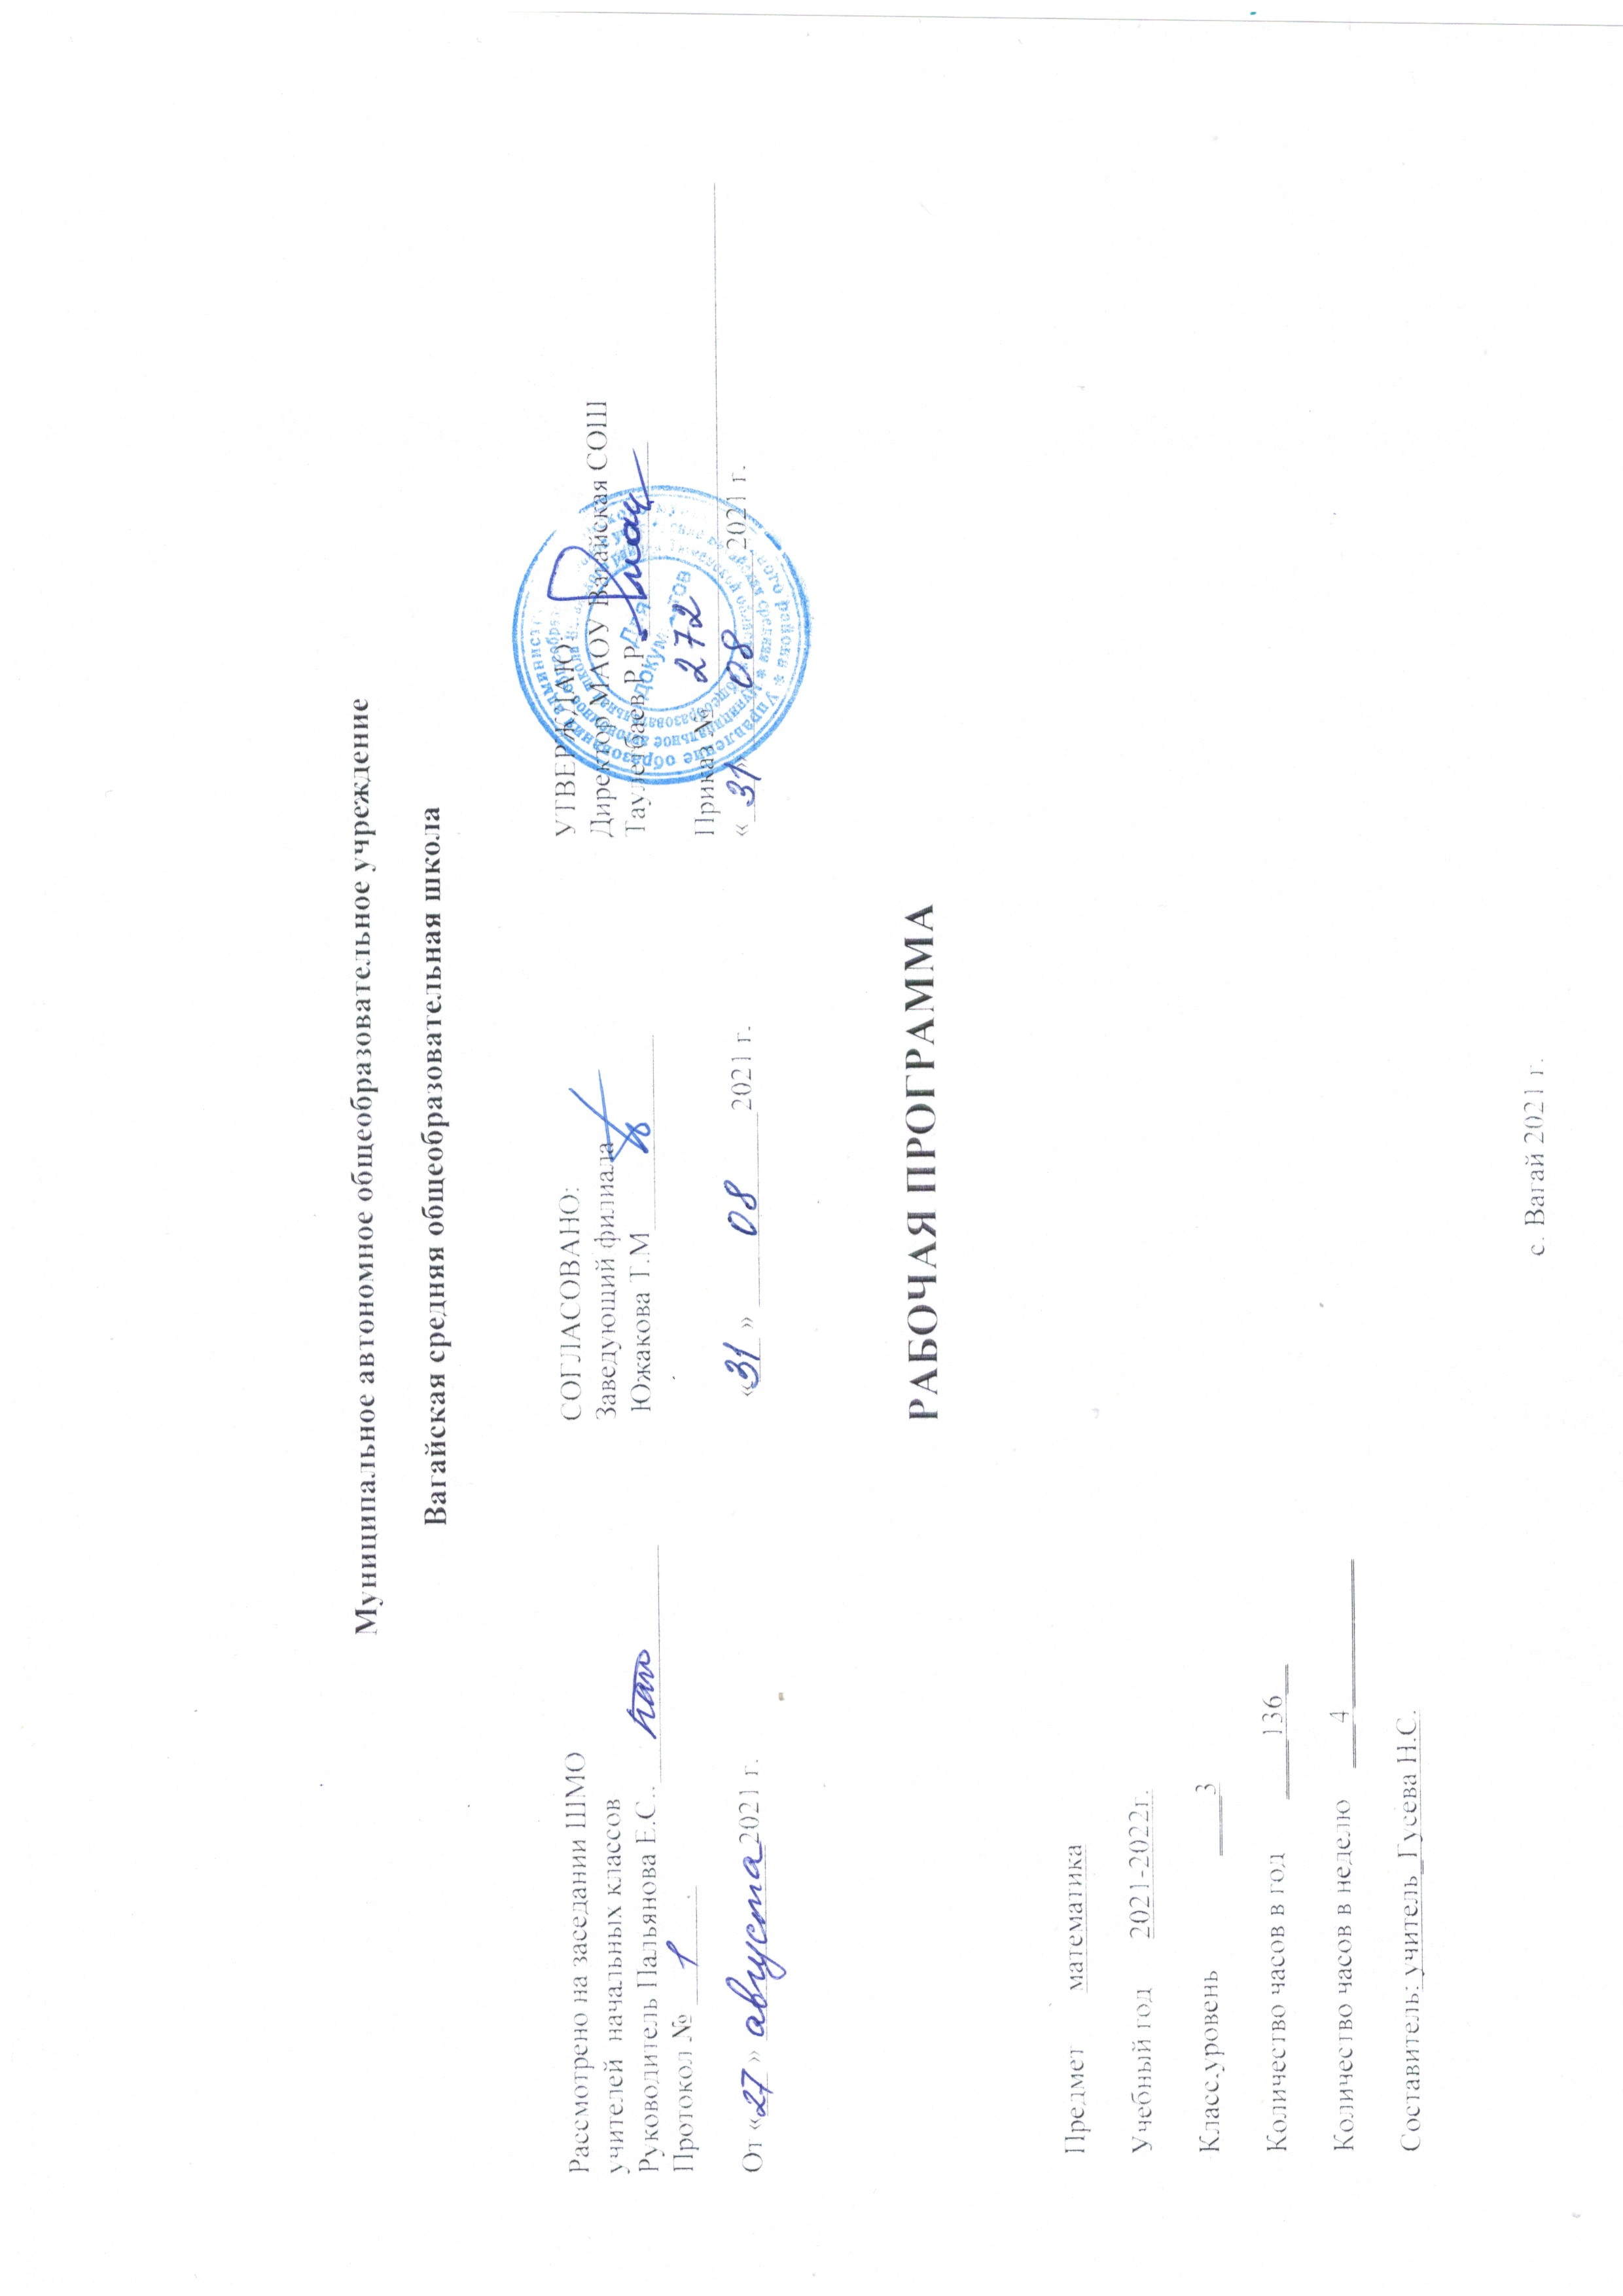 Муниципальное автономное общеобразовательное учреждение
Вагайская средняя общеобразовательная школа
Рассмотрено на заседании ШМО
учителей начальных классов
Руководитель Пальянова Е.С..
Протокол № 1 .
От «27» августа 2021 г.
СОГЛАСОВАНО:
Заведующий филиала
Южакова Т.М
«31» 08 2021 г.
УТВЕРЖДАЮ:
Директор МАОУ Вагайская СОШ
Таулетбаев Р.Р.
Приказ № 272
«31» 08 2021 г.
Для
документов
РАБОЧАЯ ПРОГРАММА
Предмет математика
Учебный год 2021-2022г.
Класс.уровень 3
Количество часов в год 136
Количество часов в неделю 4
Составитель: учитель Гусева Н.С.
с. Вагай 2021 г.